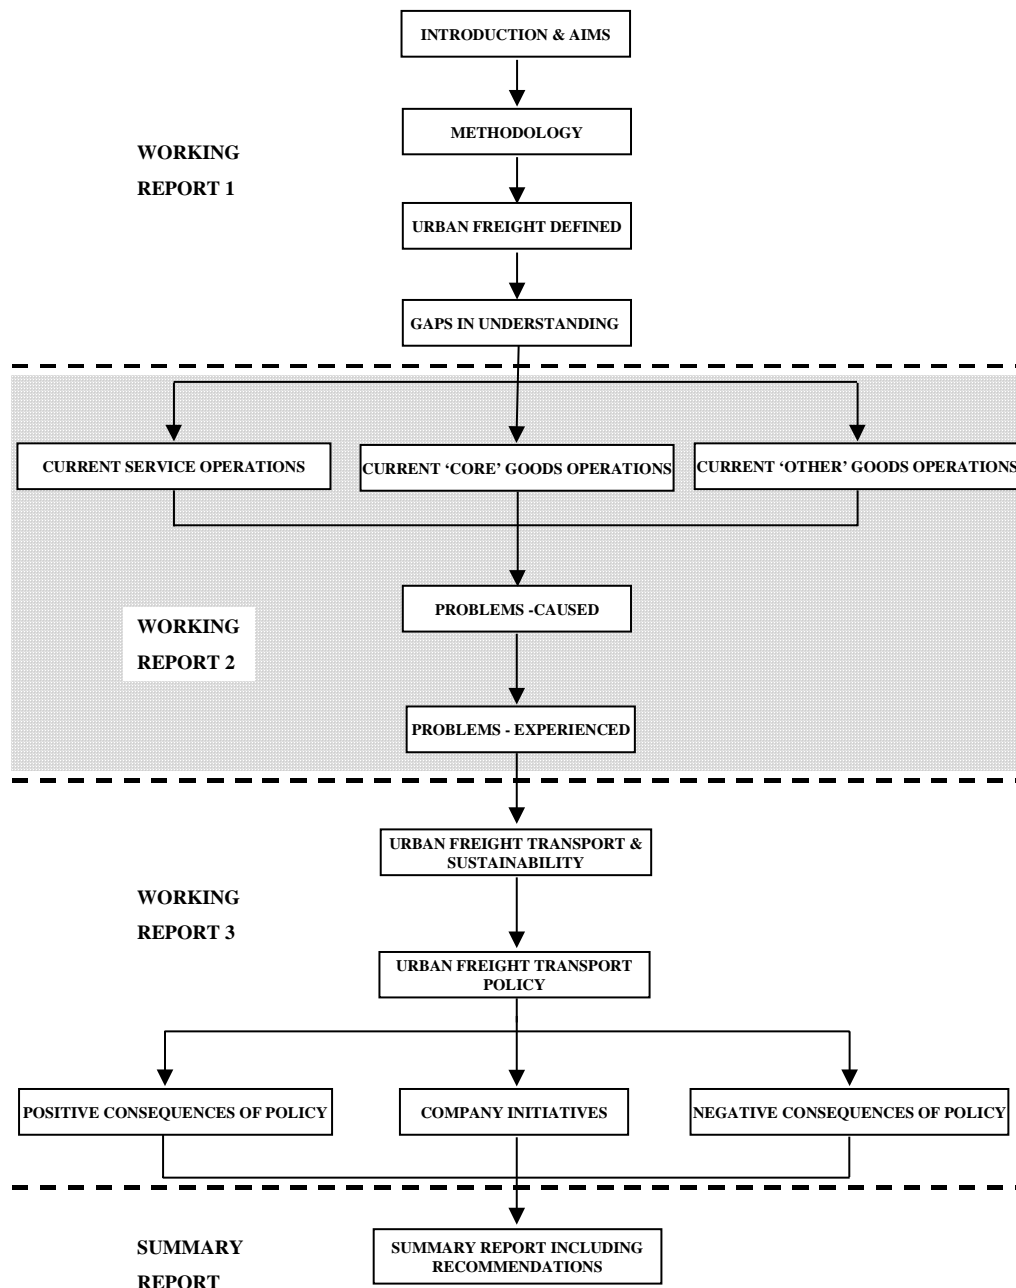 INTRODUCTION & AIMS
METHODOLOGY
WORKING
REPORT 1
URBAN FREIGHT DEFINED
GAPS IN UNDERSTANDING
CURRENT SERVICE OPERATIONS
CURRENT ‘CORE’ GOODS OPERATIONS
CURRENT ‘OTHER’ GOODS OPERATIONS
PROBLEMS -CAUSED
WORKING
REPORT 2
PROBLEMS - EXPERIENCED
URBAN FREIGHT TRANSPORT &
SUSTAINABILITY
WORKING
REPORT 3
URBAN FREIGHT TRANSPORT
POLICY
POSITIVE CONSEQUENCES OF POLICY
COMPANY INITIATIVES
NEGATIVE CONSEQUENCES OF POLICY
SUMMARY
REPORT
SUMMARY REPORT INCLUDING
RECOMMENDATIONS